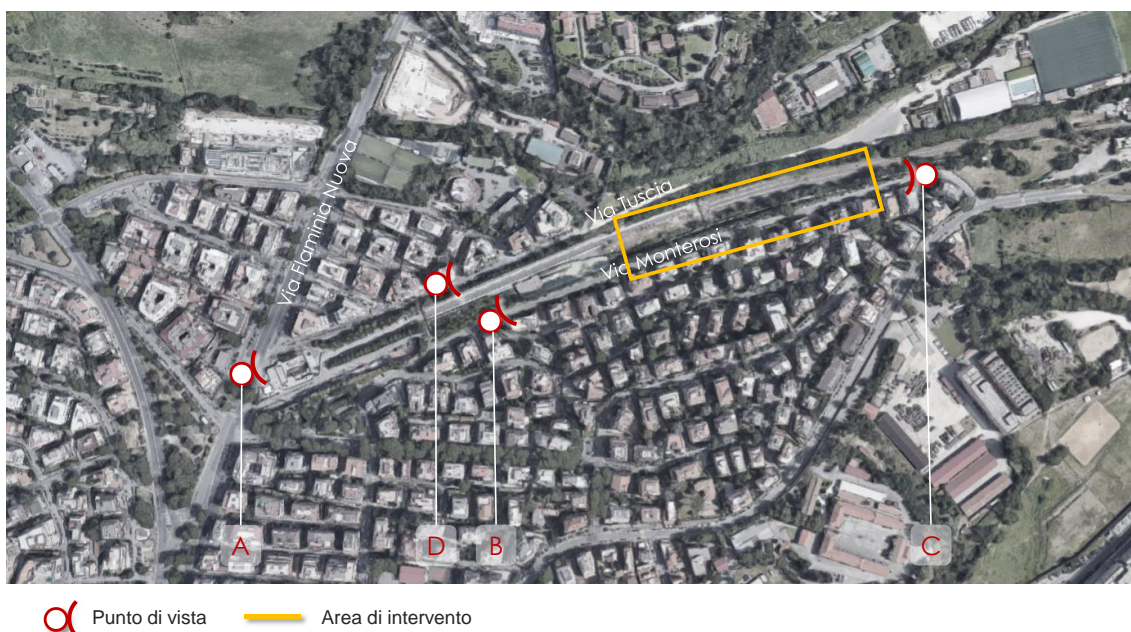 Via Flaminia Nuova
Via Tuscia
Via Monterosi
A
D
B
C
Punto di vista
Area di intervento